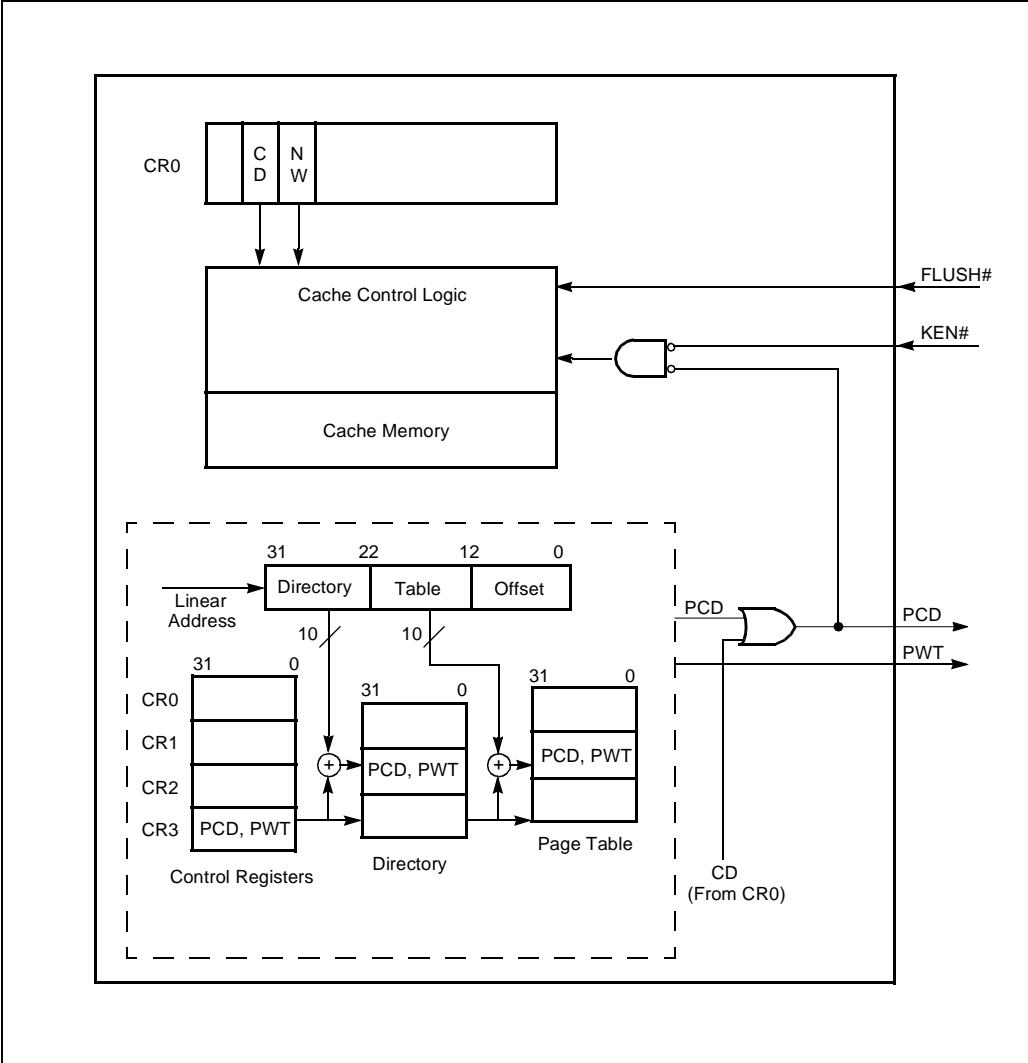 CR0
C
D
N
W
Cache Control Logic
FLUSH#
KEN#
Cache Memory
31 22 12 0
Directory Table Offset
Linear
Address
10 10
PCD
PCD
PWT
31 0
31 0
31 0
CR0
CR1
CR2
CR3
PCD, PWT
PCD, PWT
PCD, PWT
+
+
Control Registers
Directory
Page Table
CD
(From CR0)